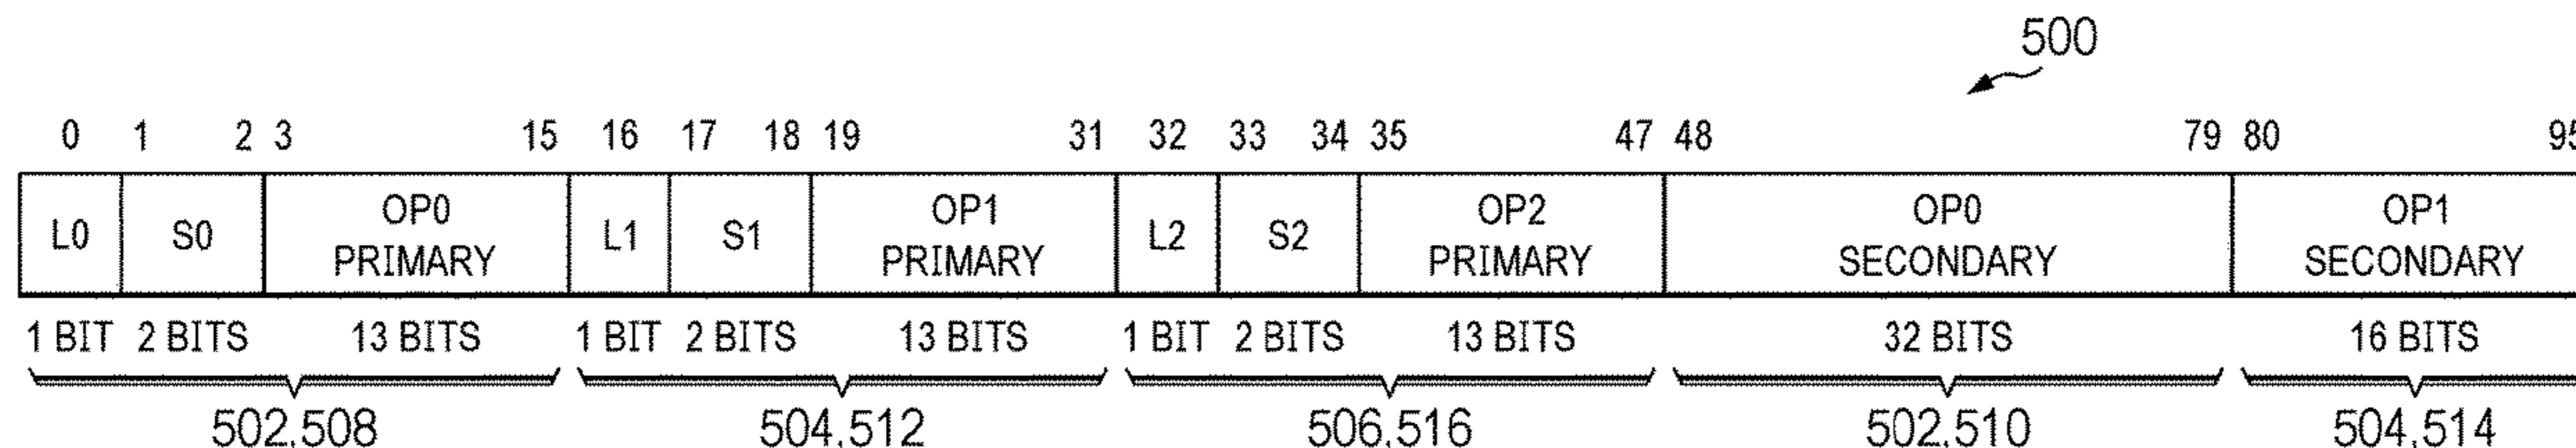 500
0 1 2 3 15 16 17 18 19 31 32 33 34 35 47 48 79 80 95
L0 S0 OP0 PRIMARY L1 S1 OP1 PRIMARY L2 S2 OP2 PRIMARY OP0 SECONDARY OP1 SECONDARY
1 BIT 2 BITS 13 BITS 1 BIT 2 BITS 13 BITS 1 BIT 2 BITS 13 BITS 32 BITS 16 BITS
502,508 504,512 506,516 502,510 504,514